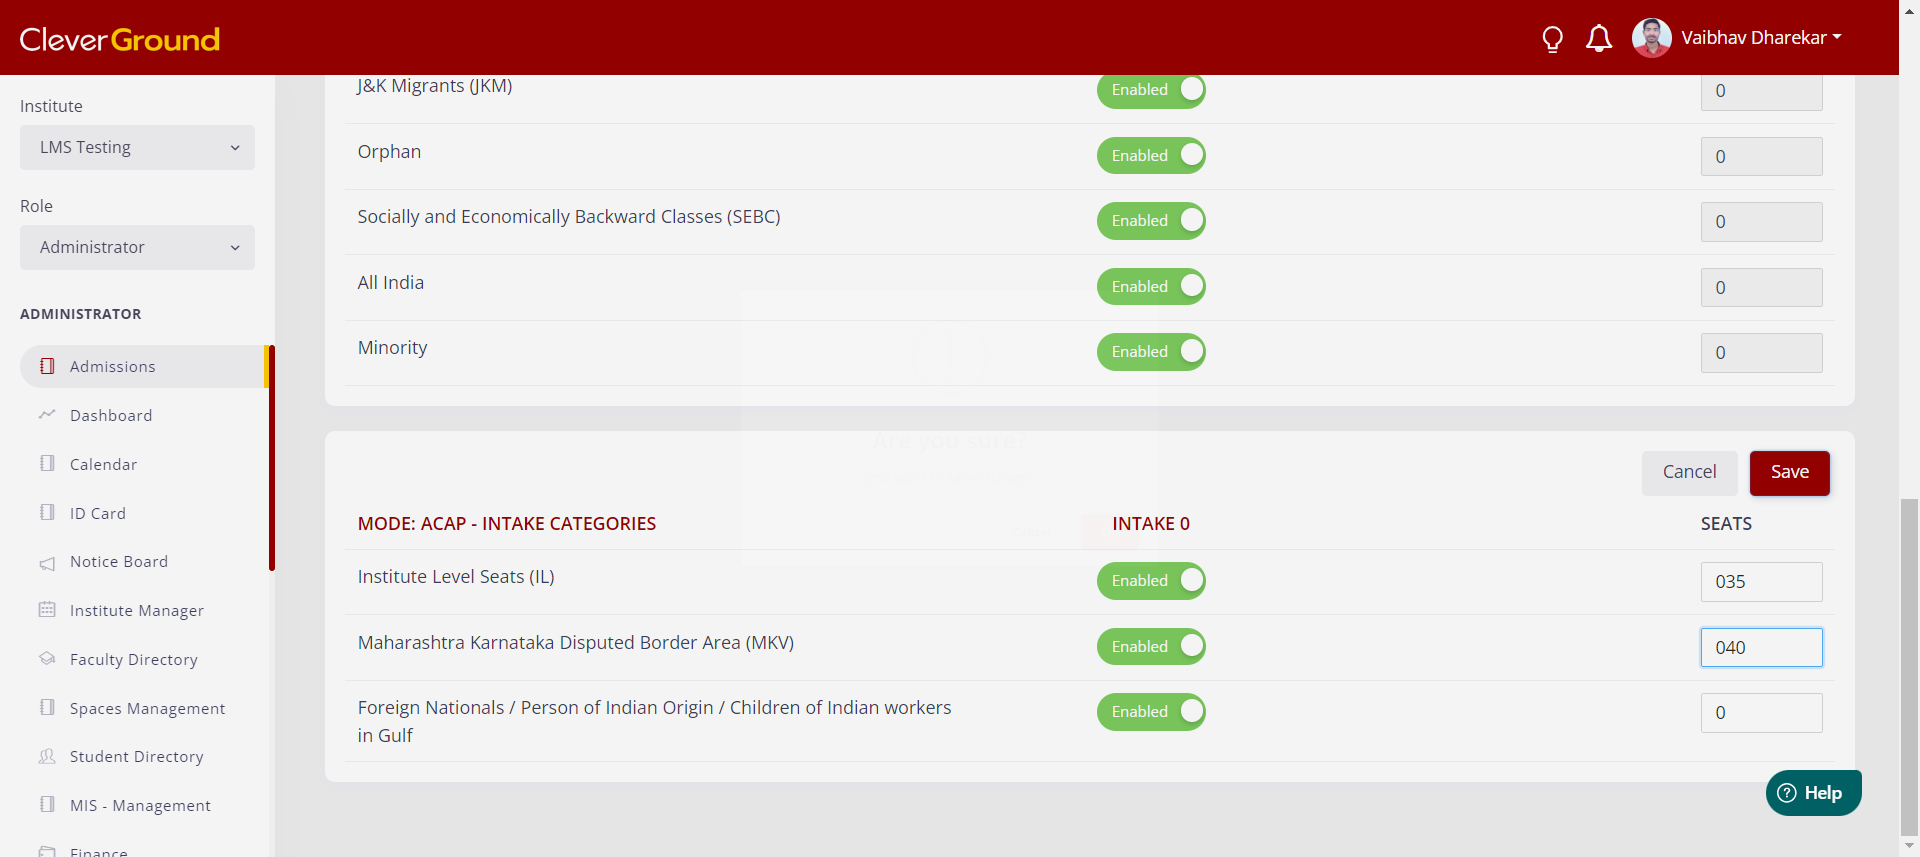 CleverGround
Vaibhav Dharekar
Institute
LMS Testing
Role
Administrator
ADMINISTRATOR
Admissions
Dashboard
Calendar
ID Card
Notice Board
Institute Manager
Faculty Directory
Spaces Management
Student Directory
MIS - Management
Finance
J&K Migrants (JKM) Enabled 0
Orphan Enabled 0
Socially and Economically Backward Classes (SEBC) Enabled 0
All India Enabled 0
Minority Enabled 0
Are you sure?
Cancel Save
MODE: ACAP - INTAKE CATEGORIES INTAKE 0 SEATS
Institute Level Seats (IL) Enabled 035
Maharashtra Karnataka Disputed Border Area (MKV) Enabled 040
Foreign Nationals / Person of Indian Origin / Children of Indian workers Enabled 0
in Gulf
Help